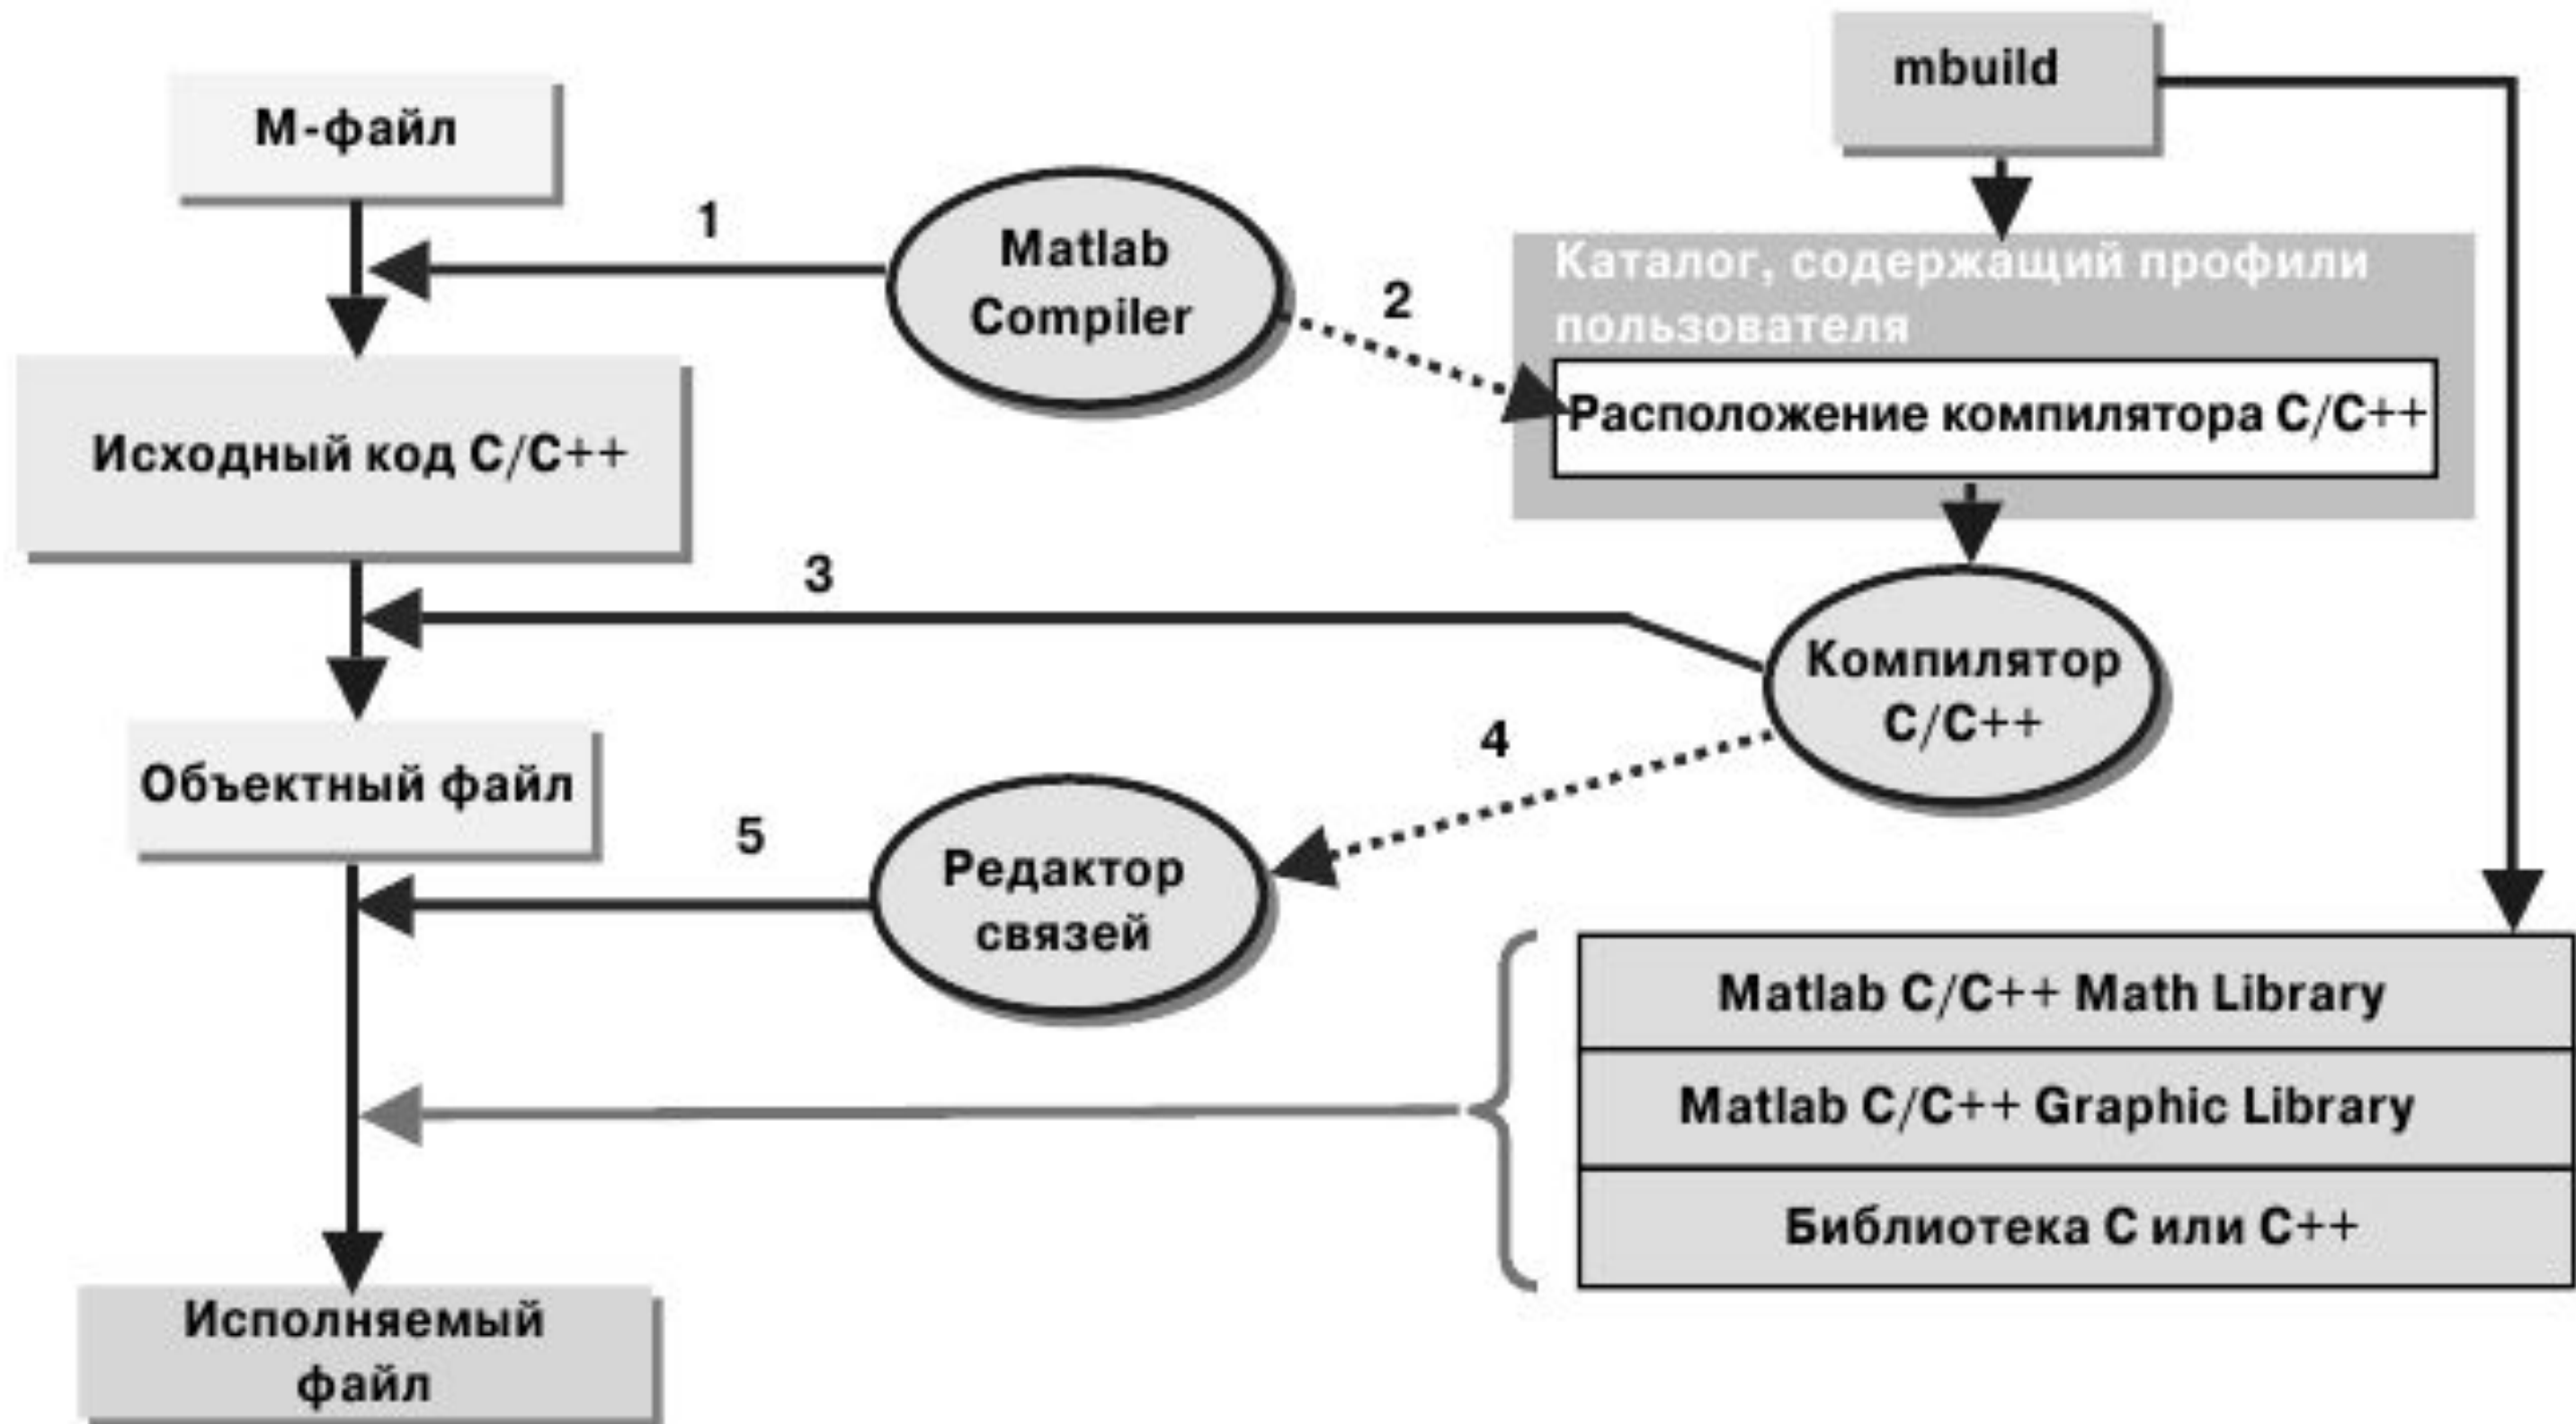 mbuild
М-файл
1
Matlab
Compiler
2
Каталог, содержащий профили
пользователя
Расположение компилятора C/C++
Исходный код C/C++
3
Компилятор
C/C++
4
Объектный файл
5
Редактор
связей
Matlab C/C++ Math Library
Matlab C/C++ Graphic Library
Библиотека C или C++
Исполняемый
файл